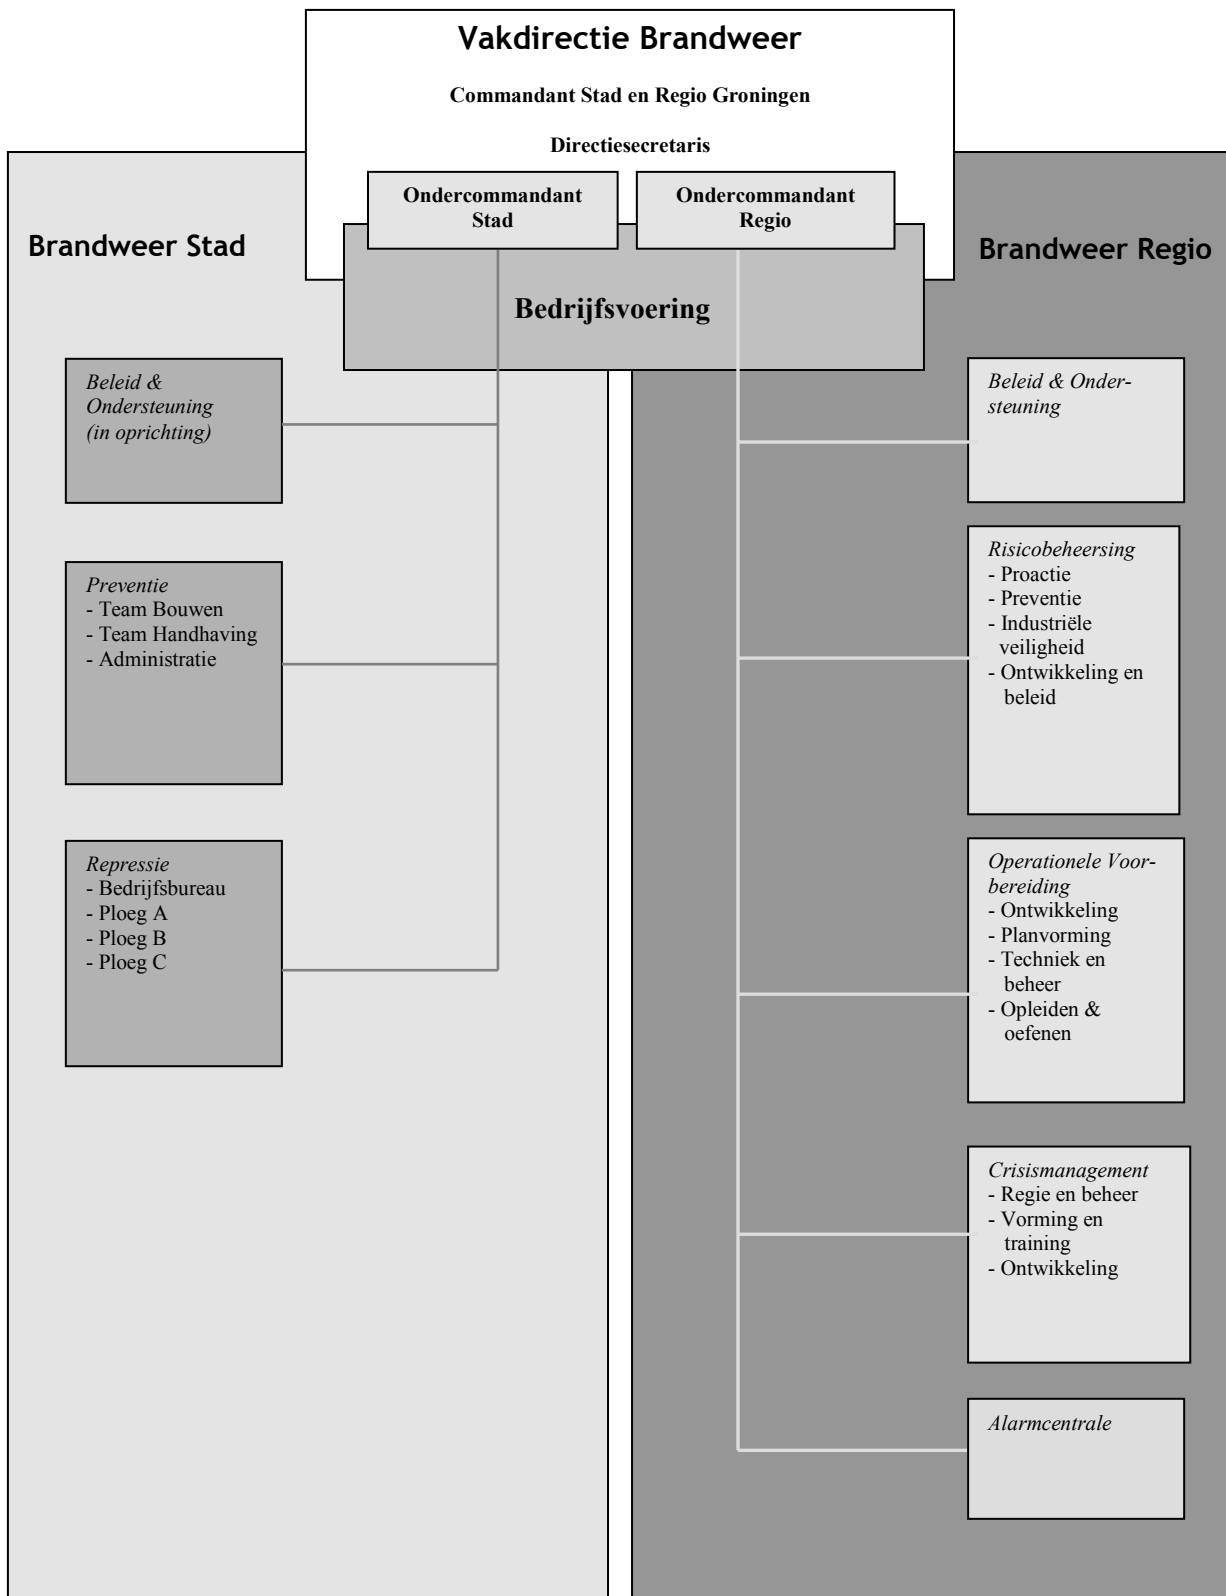 Vakdirectie Brandweer
Commandant Stad en Regio Groningen
Directiesecretaris
Ondercommandant
Stad
Ondercommandant
Regio
Brandweer Stad
Brandweer Regio
Bedrijfsvoering
Beleid &
Ondersteuning
(in oprichting)
Preventie
- Team Bouwen
- Team Handhaving
- Administratie
Repressie
- Bedrijfsbureau
- Ploeg A
- Ploeg B
- Ploeg C
Beleid & Onder-
steuning
Risicobeheersing
- Proactie
- Preventie
- Industriële
veiligheid
- Ontwikkeling en
beleid
Operationele Voor-
bereiding
- Ontwikkeling
- Planvorming
- Techniek en
beheer
- Opleiden &
oefenen
Crisismanagement
- Regie en beheer
- Vorming en
training
- Ontwikkeling
Alarmcentrale